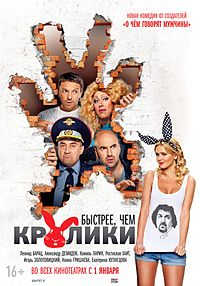 НОВАЯ КОМЕДИЯ ОТ СОЗДАТЕЛЕЙ
«О ЧЁМ ГОВОРЯТ МУЖЧИНЫ»
БЫСТРЕЕ, ЧЕМ
КРОЛИКИ
Леонид БАРАЦ, Александр ДЕМИДОВ, Камиль ЛАРИН, Ростислав ХАИТ,
Игорь ЗОЛОТОВИЦКИЙ, Нонна ГРИШАЕВА, Екатерина КУЗНЕЦОВА
16+
ВО ВСЕХ КИНОТЕАТРАХ С 1 ЯНВАРЯ